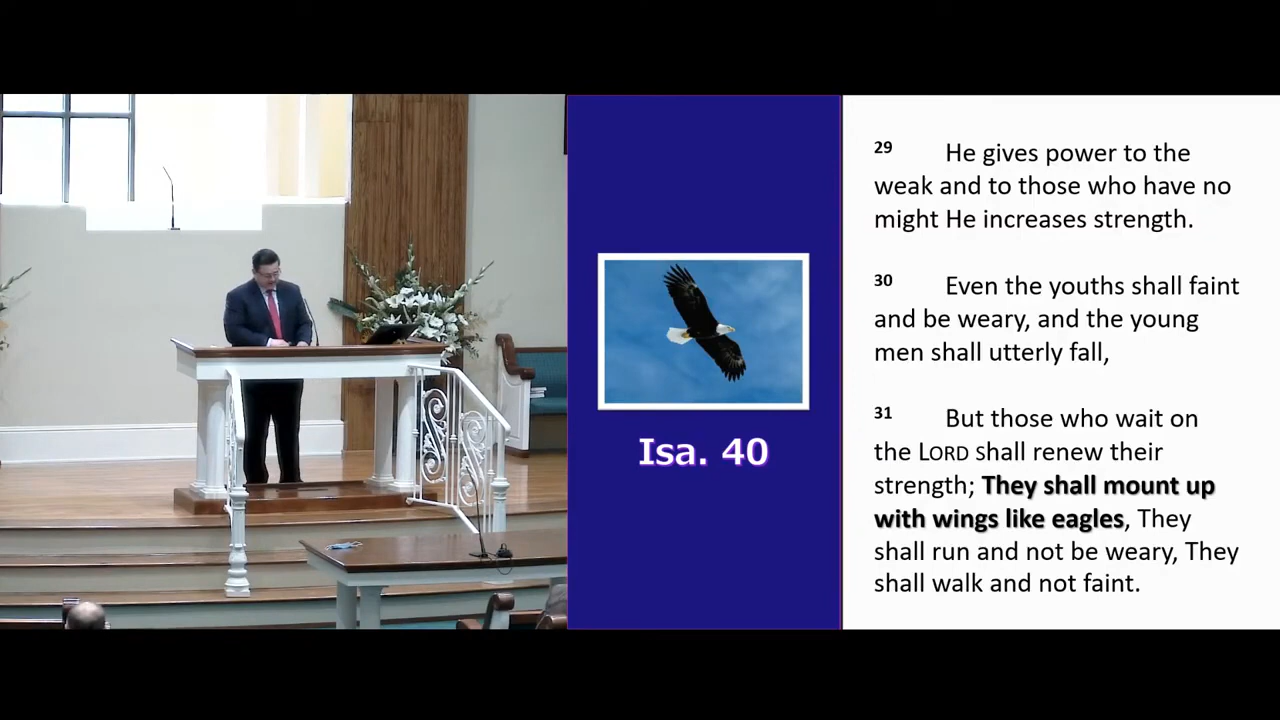 Isa. 40
29 He gives power to the
weak and to those who have no
might He increases strength.
30 Even the youths shall faint
and be weary, and the young
men shall utterly fall,
31 But those who wait on
the LORD shall renew their
strength; They shall mount up
with wings like eagles, They
shall run and not be weary, They
shall walk and not faint.